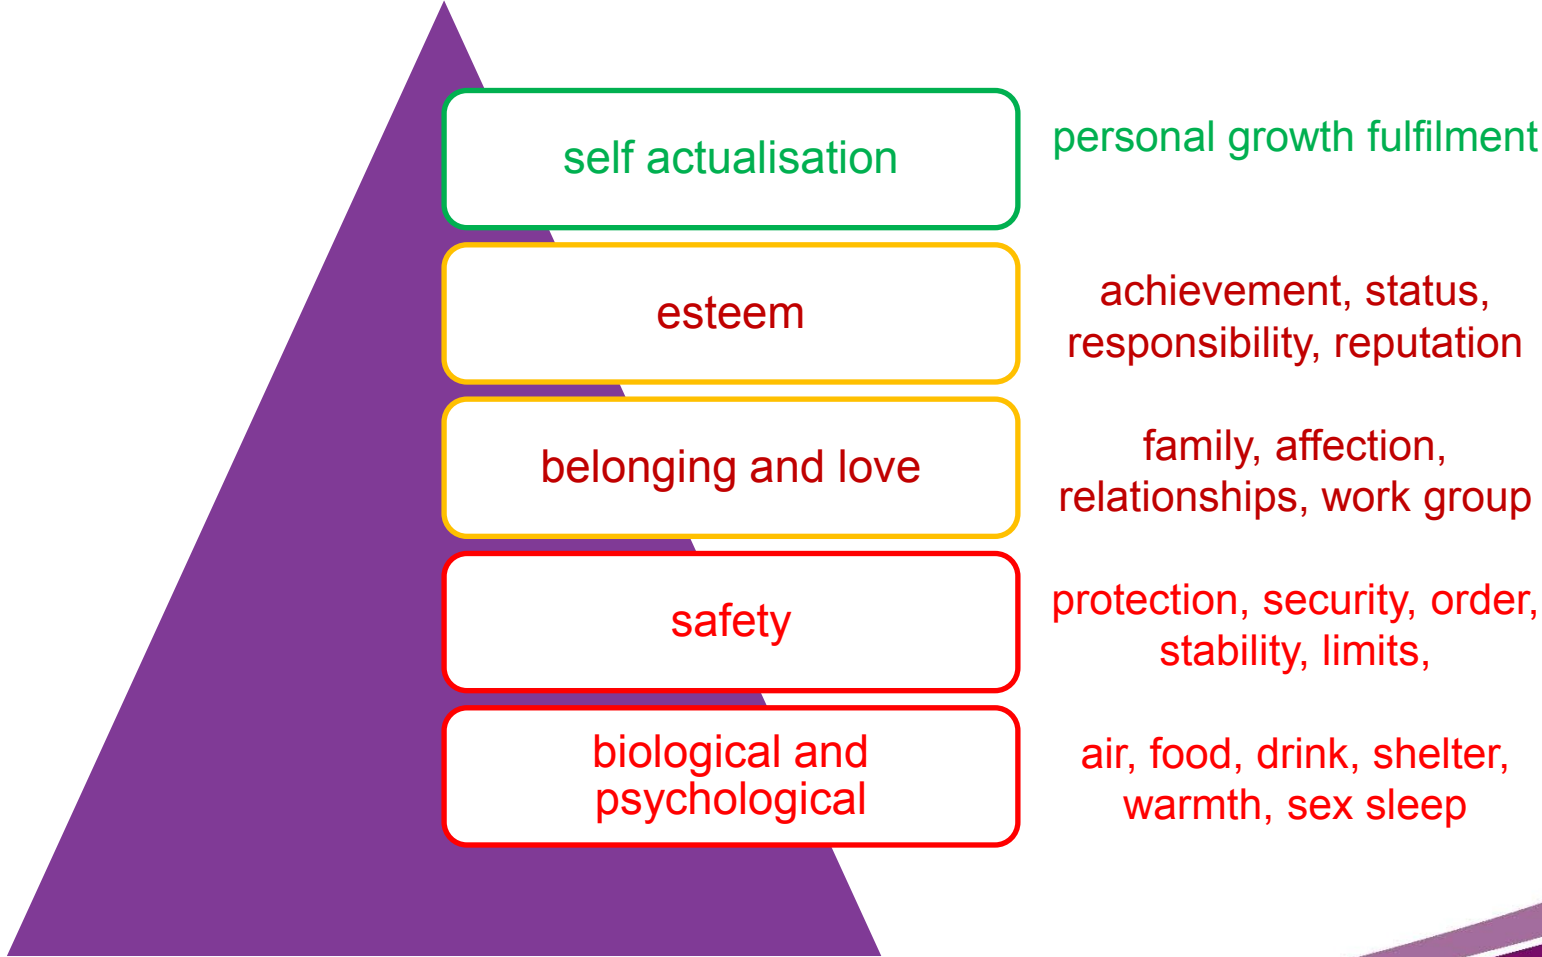 self actualisation
personal growth fulfilment
esteem
achievement, status,
responsibility, reputation
belonging and love
family, affection,
relationships, work group
safety
protection, security, order,
stability, limits,
biological and
psychological
air, food, drink, shelter,
warmth, sex sleep